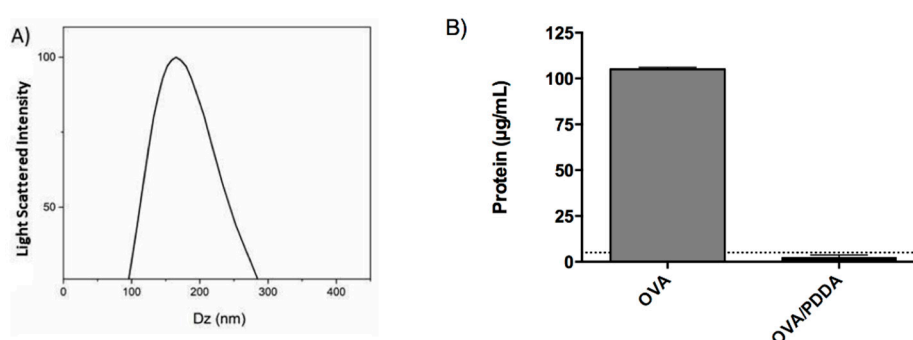 A)
Light Scattered Intensity
100
50
0
100
200
300
400
Dz (nm)
B)
Protein (µg/mL)
125
100
75
50
25
0
OVA
OVA/PDDA